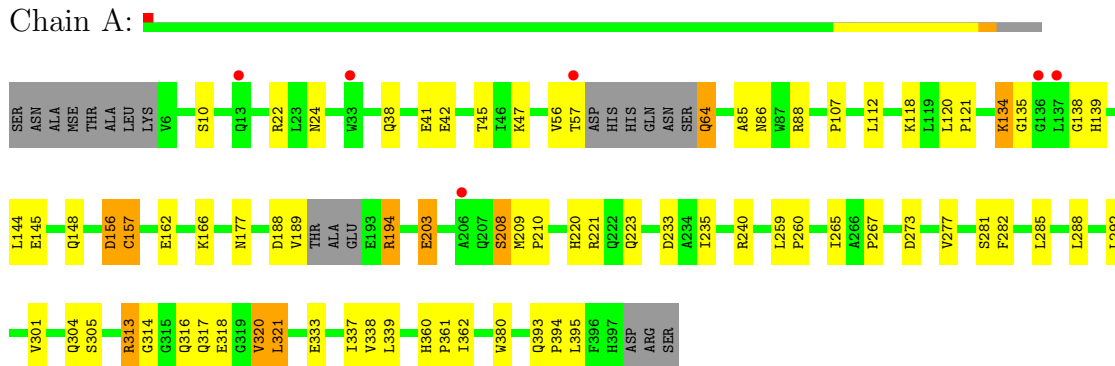 Chain A:
SER ASN ALA MSE THR ALA LEU LYS V6 S10 Q13 R22 L23 N24 W33 Q38 E41 E42 T45 I46 K47 V56 T57 ASP HIS HIS GLN ASN SER Q64 A85 N86 W87 R88 P107 L112 K118 L119 L120 P121 K134 G135 G136 L137 G138 H139
L144 E145 Q148 D156 C157 E162 K166 N177 D188 V189 THR ALA GLU E193 R194 E203 A206 Q207 S208 M209 P210 H220 R221 Q222 Q223 D233 A234 I235 R240 L259 P260 I265 A266 P267 D273 V277 S281 F282 L285 L288
V301 Q304 S305 R313 G314 G315 Q316 Q317 E318 G319 V320 L321 E333 I337 V338 L339 H360 P361 I362 W380 Q393 P394 L395 F396 H397 ASP ARG SER